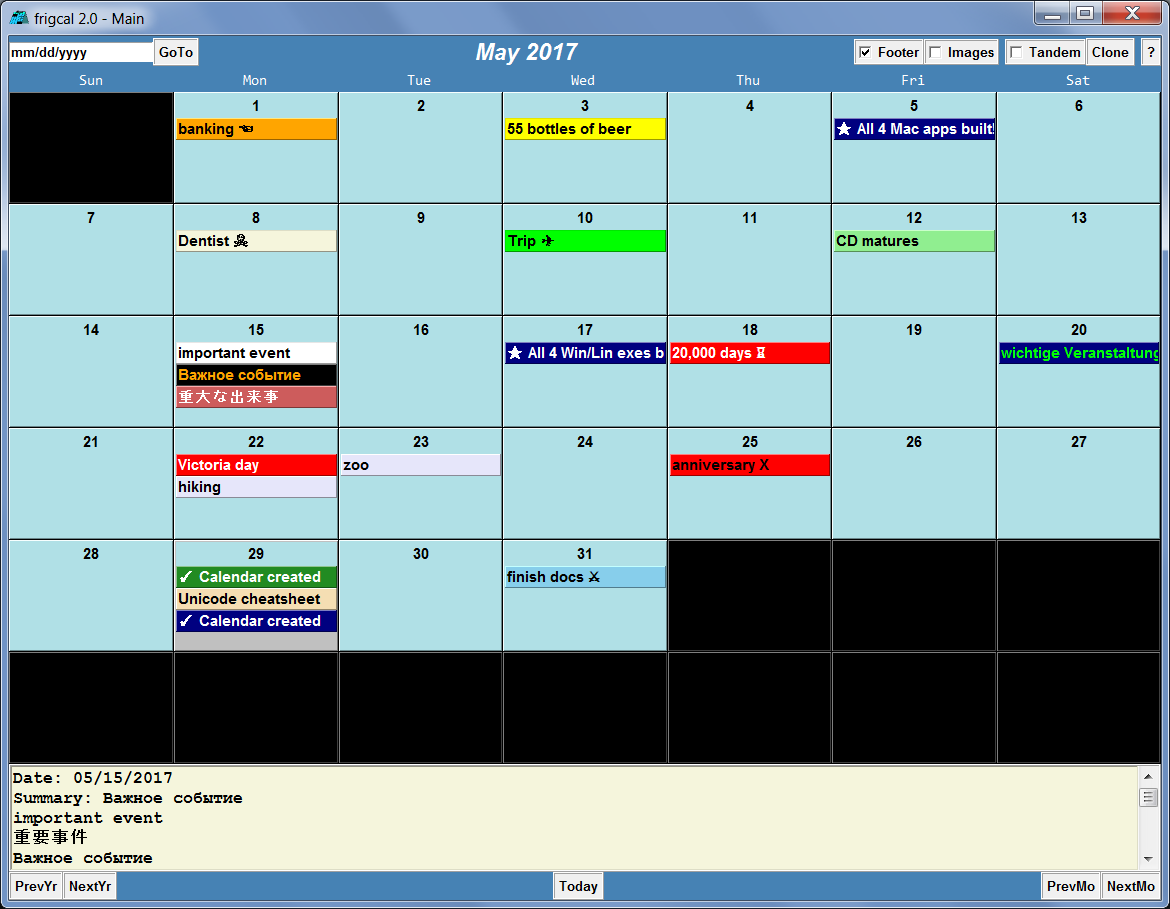 frigcal 2.0 - Main
mm/dd/yyyy GoTo May 2017 Footer Images Tandem Clone ?
Sun Mon Tue Wed Thu Fri Sat
1 2 3 4 5 6
banking ☜ 55 bottles of beer ★ All 4 Mac apps built!
7 8 9 10 11 12 13
Dentist ☠ Trip ✈ CD matures
14 15 16 17 18 19 20
important event ★ All 4 Win/Lin exes b 20,000 days ♊ wichtige Veranstaltung
Важное событие
重大な出来事
21 22 23 24 25 26 27
Victoria day zoo anniversary X
hiking
28 29 30 31
✓ Calendar created finish docs ⚔
Unicode cheatsheet
✓ Calendar created
Date: 05/15/2017
Summary: Важное событие
important event
重要事件
Важное событие
PrevYr NextYr Today PrevMo NextMo